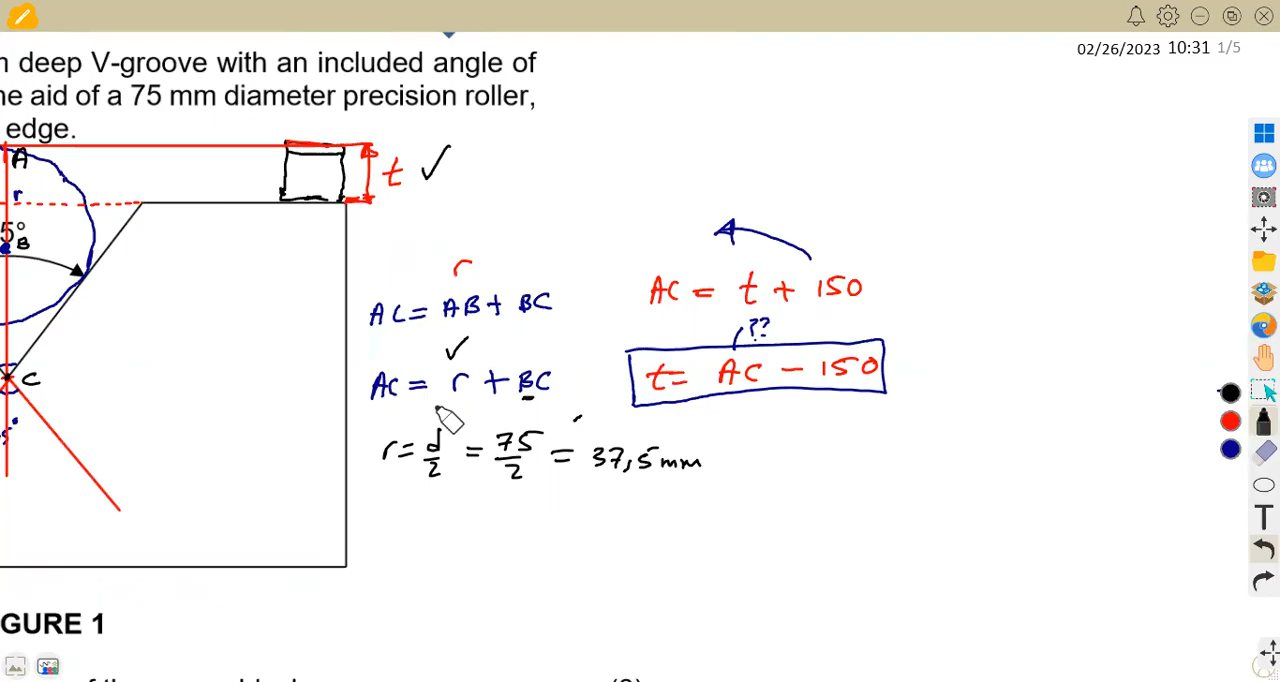 02/26/2023 10:31 1/5
n deep V-groove with an included angle of
ne aid of a 75 mm diameter precision roller,
edge.
A
t ✓
r
5°
B
r
AC = AB + BC
✓
AC = r + BC
r = d/2 = 75/2 = 37,5 mm
AC = t + 150
??
t = AC - 150
C
5°
GURE 1
T